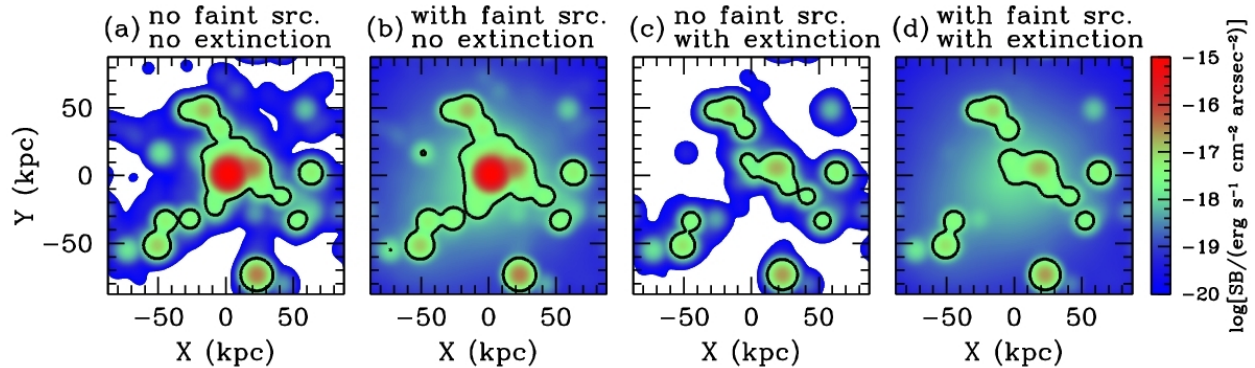 (a) no faint src.
no extinction
(b) with faint src.
no extinction
(c) no faint src.
with extinction
(d) with faint src.
with extinction
Y (kpc)
50
0
−50
−50 0 50
X (kpc)
−50 0 50
X (kpc)
−50 0 50
X (kpc)
−50 0 50
X (kpc)
−15
−16
−17
−18
−19
−20
log[SB/(erg s⁻¹ cm⁻² arcsec⁻²)]